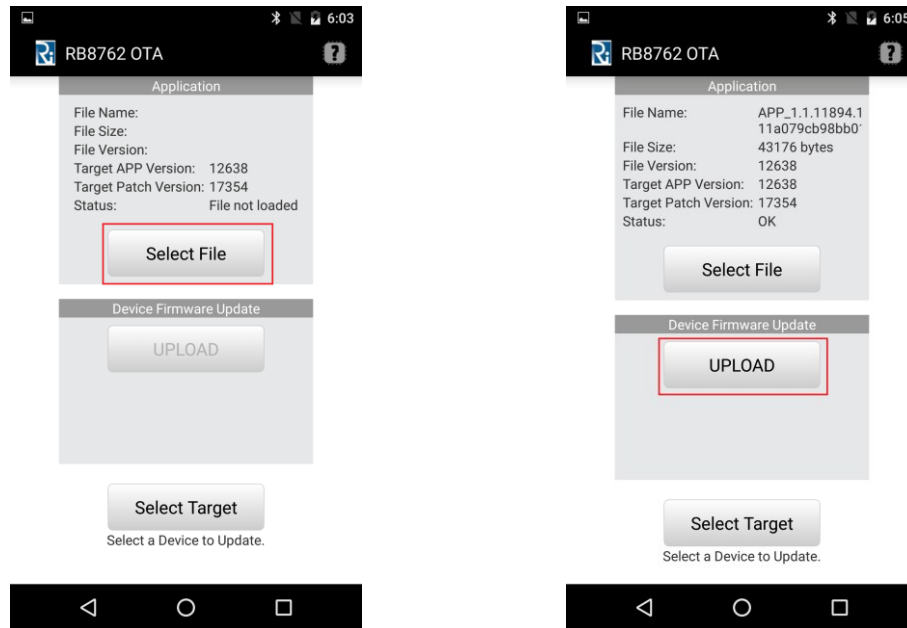 6:03
RB8762 OTA
Application
File Name:
File Size:
File Version:
Target APP Version: 12638
Target Patch Version: 17354
Status: File not loaded
Select File
Device Firmware Update
UPLOAD
Select Target
Select a Device to Update.
6:05
RB8762 OTA
Application
File Name: APP_1.1.11894.1
11a079cb98bb0
File Size: 43176 bytes
File Version: 12638
Target APP Version: 12638
Target Patch Version: 17354
Status: OK
Select File
Device Firmware Update
UPLOAD
Select Target
Select a Device to Update.